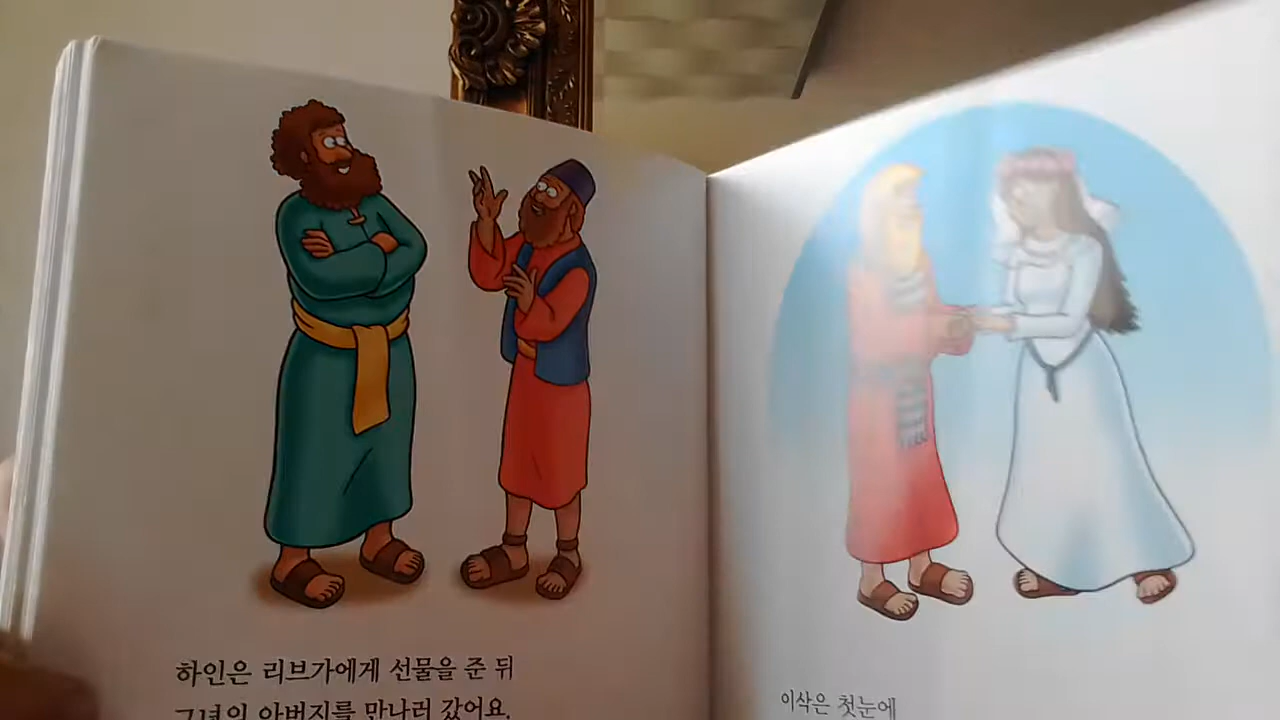 하인은 리브가에게 선물을 준 뒤
그녀의 아버지를 만나러 갔어요.
이삭은 첫눈에